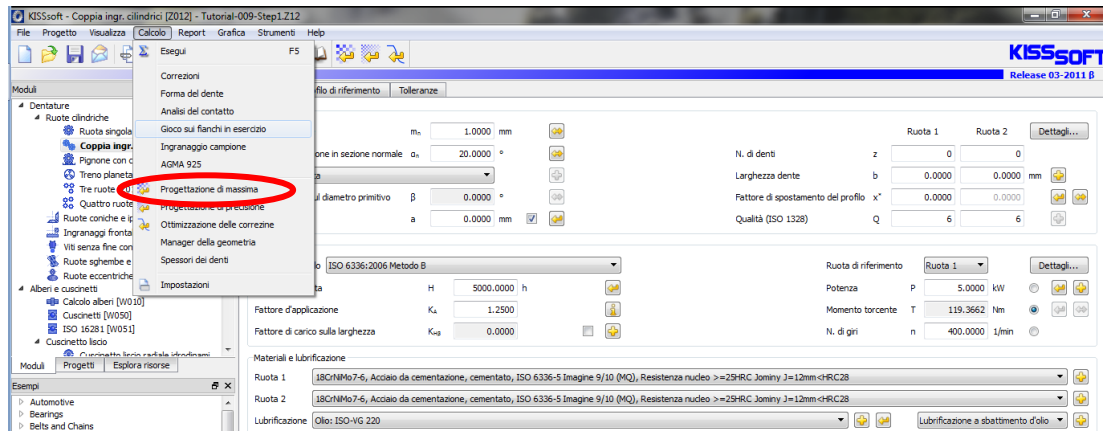 KISSsoft - Coppia ingr. cilindrici [Z012] - Tutorial-009-Step1.Z12
File Progetto Visualizza Calcolo Report Grafica Strumenti Help
KISSsoft
Release 03-2011 β
Esegui F5
Correzioni
Forma del dente
Analisi del contatto
Gioco sui fianchi in esercizio
Ingranaggio campione
AGMA 925
Progettazione di massima
Progettazione di precisione
Ottimizzazione delle correzine
Manager della geometria
Spessori dei denti
Impostazioni
Moduli
Dentature
Ruote cilindriche
Ruota singola
Coppia ingr.
Pignone con c
Treno planeta
Tre ruote
Quattro ruote
Ruote coniche e ip
Ingranaggi frontal
Viti senza fine con
Ruote sghembe e
Ruote eccentriche
Alberi e cuscinetti
Calcolo alberi [W010]
Cuscinetti [W050]
ISO 16281 [W051]
Cuscinetto liscio
Cuscinetto liscio radiale idrodinami
Moduli Progetti Esplora risorse
Esempi
Automotive
Bearings
Belts and Chains
filo di riferimento Tolleranze
mn 1.0000 mm Ruota 1 Ruota 2 Dettagli...
one in sezione normale αn 20.0000 ° N. di denti z 0 0
Larghezza dente b 0.0000 0.0000 mm
ul diametro primitivo β 0.0000 ° Fattore di spostamento del profilo x* 0.0000 0.0000
a 0.0000 mm Qualità (ISO 1328) Q 6 6
ISO 6336:2006 Metodo B Ruota di riferimento Ruota 1 Dettagli...
H 5000.0000 h Potenza P 5.0000 kW
Fattore d'applicazione KA 1.2500 Momento torcente T 119.3662 Nm
Fattore di carico sulla larghezza KHβ 0.0000 N. di giri n 400.0000 1/min
Materiali e lubrificazione
Ruota 1 18CrNiMo7-6, Acciaio da cementazione, cementato, ISO 6336-5 Imagine 9/10 (MQ), Resistenza nudeo >=25HRC Jominy J=12mm<HRC28
Ruota 2 18CrNiMo7-6, Acciaio da cementazione, cementato, ISO 6336-5 Imagine 9/10 (MQ), Resistenza nudeo >=25HRC Jominy J=12mm<HRC28
Lubrificazione Olio: ISO-VG 220 Lubrificazione a sbattimento d'olio